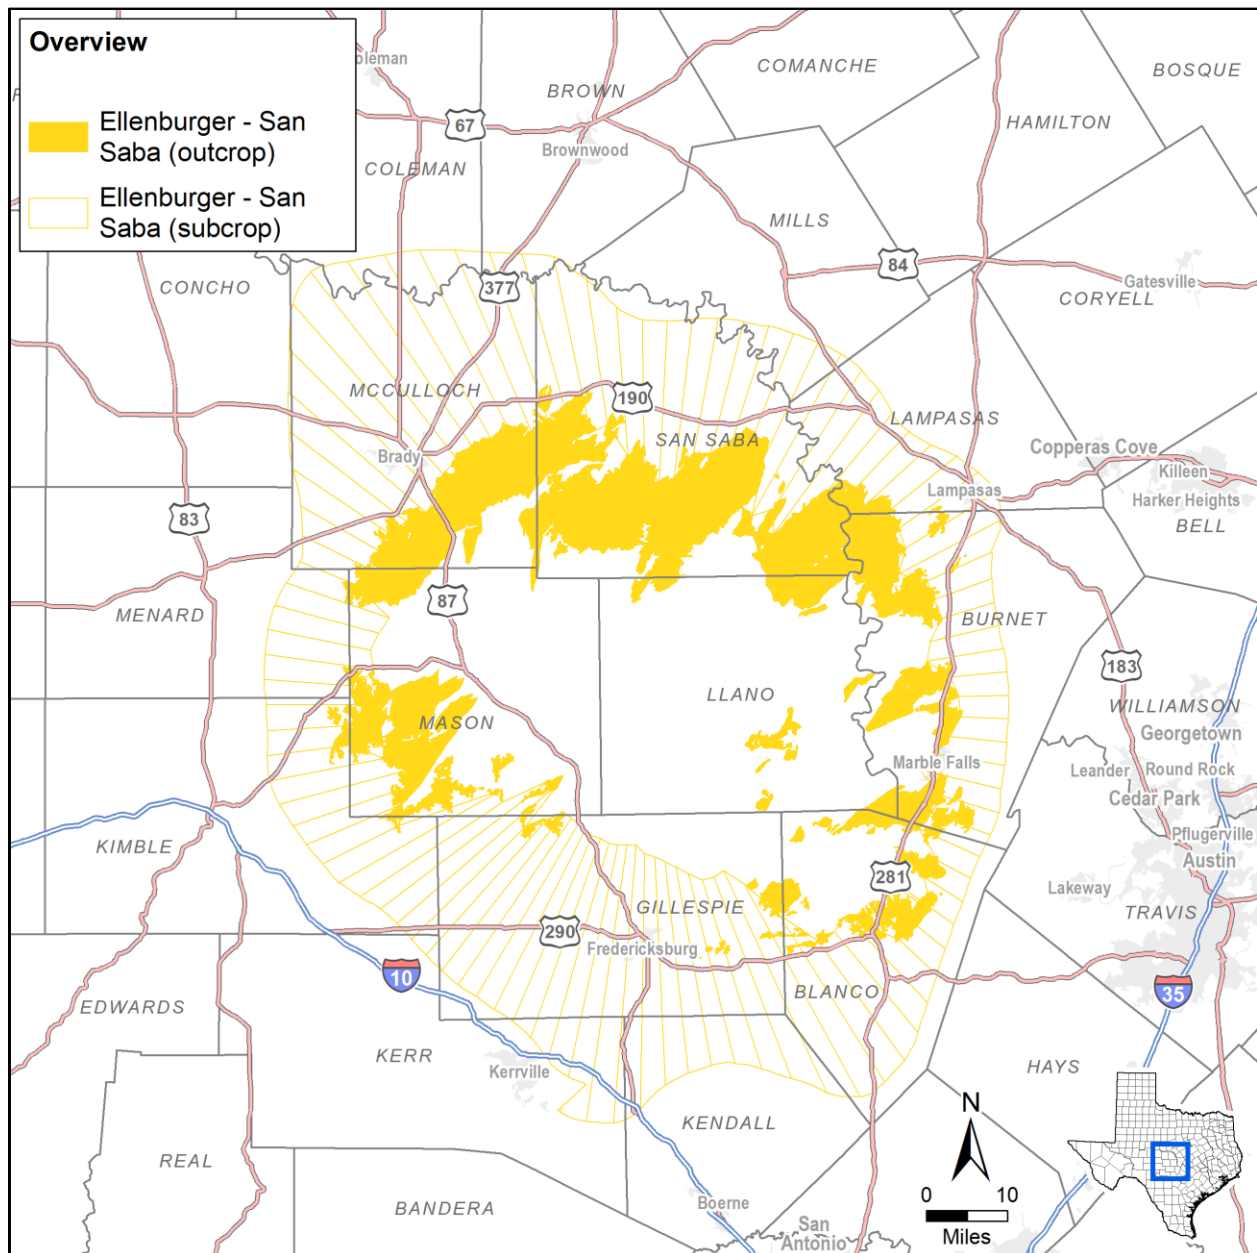 Overview
Ellenburger - San
Saba (outcrop)
Ellenburger - San
Saba (subcrop)
oleman
67
BROWN
Brownwood
COMANCHE
BOSQUE
HAMILTON
COLEMAN
MILLS
84
CONCHO
377
Gatesville
CORYELL
MCCULLOCH
190
SAN SABA
LAMPASAS
Brady
Copperas Cove
Killeen
Lampasas
Harker Heights
83
BELL
87
MENARD
BURNET
183
LLANO
MASON
WILLIAMSON
Georgetown
Marble Falls
Leander
Round Rock
Cedar Park
Pflugerville
KIMBLE
Austin
281
Lakeway
GILLESPIE
TRAVIS
290
Fredericksburg
10
BLANCO
35
EDWARDS
KERR
HAYS
Kerrville
N
KENDALL
REAL
0
10
Miles
BANDERA
Boerne
San
Antonio